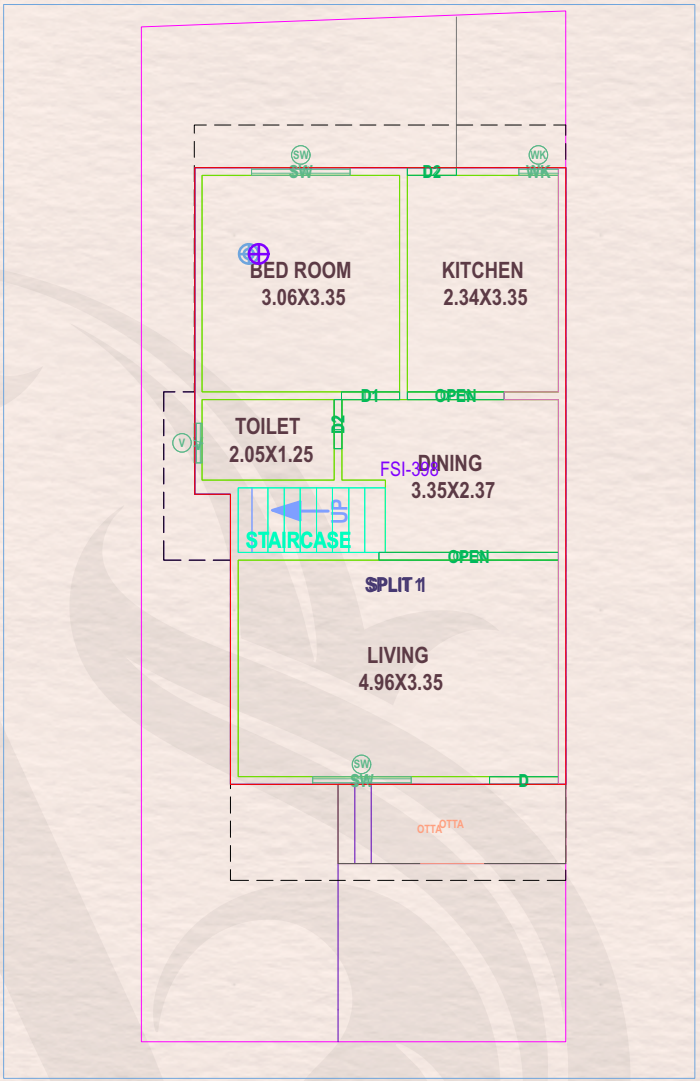 SW
SW
WK
WK
D2
BED ROOM
3.06X3.35
KITCHEN
2.34X3.35
D1
OPEN
TOILET
2.05X1.25
D2
V
DINING
FSI-398
3.35X2.37
UP
STAIRCASE
OPEN
SPLIT 1
LIVING
4.96X3.35
SW
SW
D
OTTA
OTTA